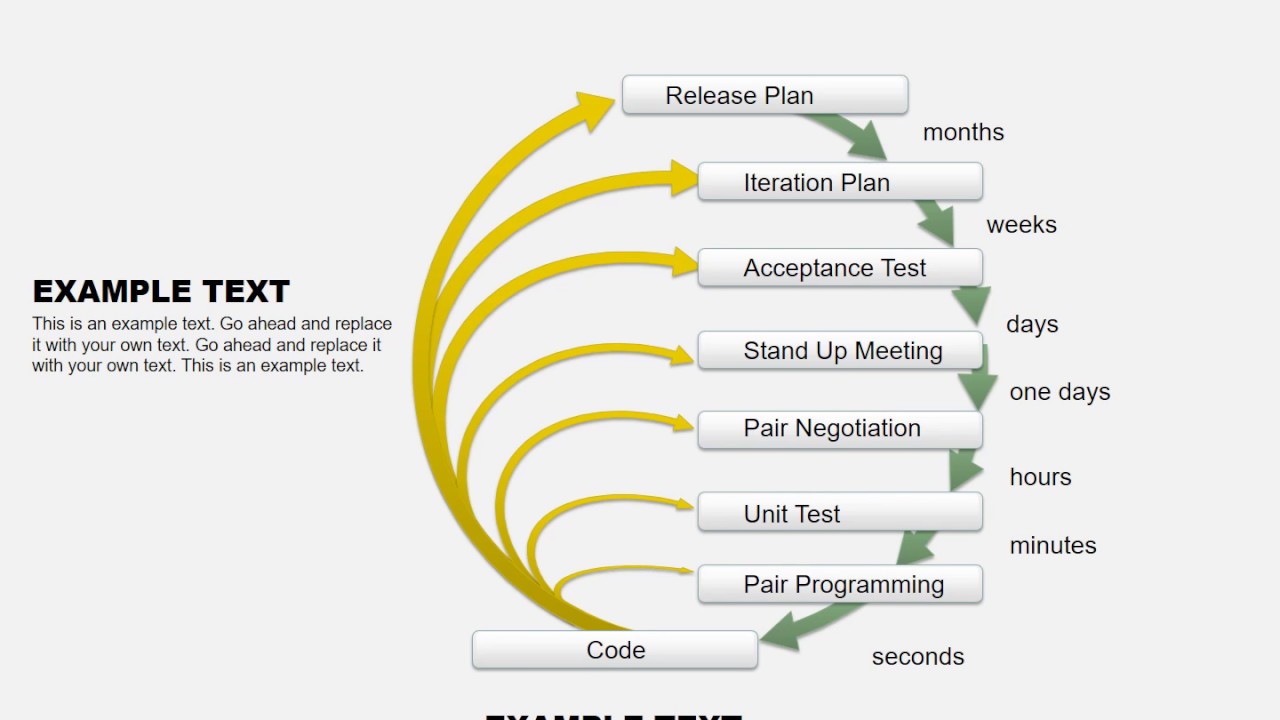 Release Plan
months
Iteration Plan
weeks
Acceptance Test
days
Stand Up Meeting
one days
Pair Negotiation
hours
Unit Test
minutes
Pair Programming
seconds
Code
EXAMPLE TEXT
This is an example text. Go ahead and replace
it with your own text. Go ahead and replace it
with your own text. This is an example text.
EXAMPLE TEXT